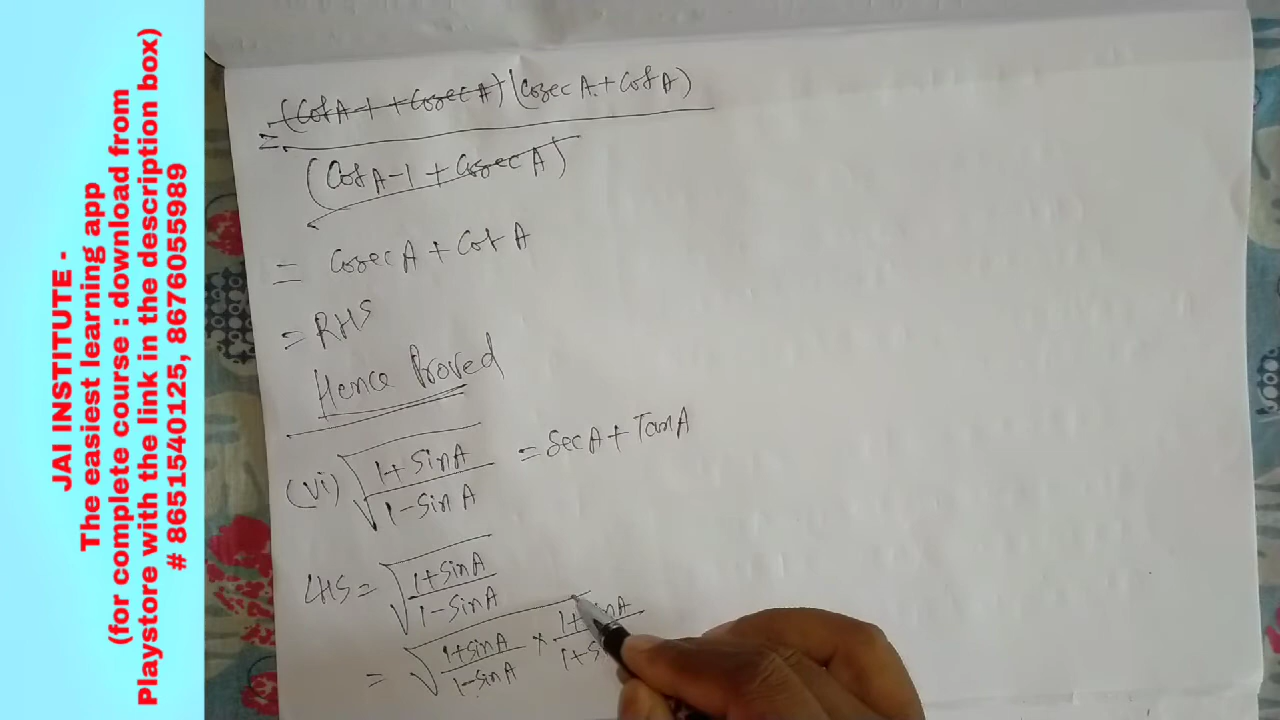 JAI INSTITUTE -
The easiest learning app
(for complete course : download from
Playstore with the link in the description box)
# 8651540125, 8676055989
= (CotA-1 + CosecA) (CosecA + CotA)
(CotA-1 + CosecA)
= CosecA + CotA
= RHS
Hence Proved
(vi) √ 1+SinA / 1-SinA = SecA + TanA
LHS = √ 1+SinA / 1-SinA
= √ 1+SinA / 1-SinA × 1+ nA / 1+S